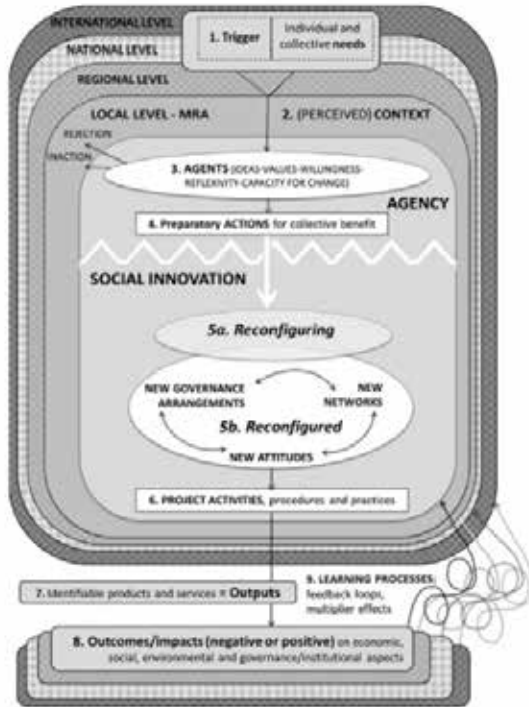 INTERNATIONAL LEVEL
1. Trigger
Individual and
collective needs
NATIONAL LEVEL
REGIONAL LEVEL
LOCAL LEVEL - MRA
2. (PERCEIVED) CONTEXT
REJECTION
INACTION
3. AGENTS (IDEAS-VALUES-WILLINGNESS-
REFLEXIVITY-CAPACITY FOR CHANGE)
AGENCY
4. Preparatory ACTIONS for collective benefit
SOCIAL INNOVATION
5a. Reconfiguring
NEW GOVERNANCE
ARRANGEMENTS
NEW
NETWORKS
5b. Reconfigured
NEW ATTITUDES
6. PROJECT ACTIVITIES, procedures and practices
7. Identifiable products and services = Outputs
9. LEARNING PROCESSES:
feedback loops,
multiplier effects
8. Outcomes/impacts (negative or positive) on economic,
social, environmental and governance/institutional aspects